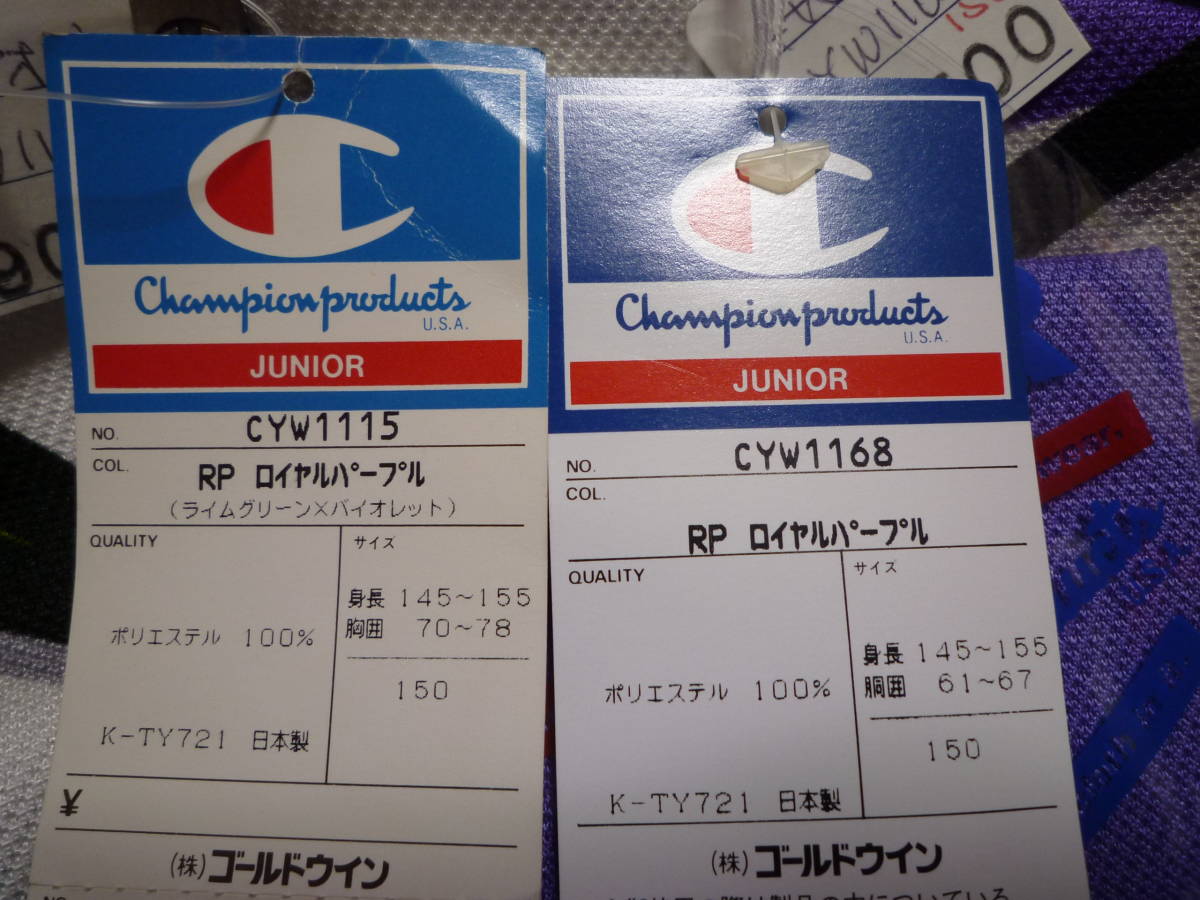 Champion products
U.S.A.
JUNIOR
NO. CYW1115
COL. RP ロイヤルパープル
(ライムグリーン×バイオレット)
QUALITY
サイズ
身長 145~155
胸囲 70~78
ポリエステル 100%
150
K-TY721 日本製
¥
(株)ゴールドウイン
NO.
Champion products
U.S.A.
JUNIOR
NO. CYW1168
COL.
RP ロイヤルパープル
QUALITY
サイズ
身長 145~155
胴囲 61~67
ポリエステル 100%
150
K-TY721 日本製
(株)ゴールドウイン
U.S.A.